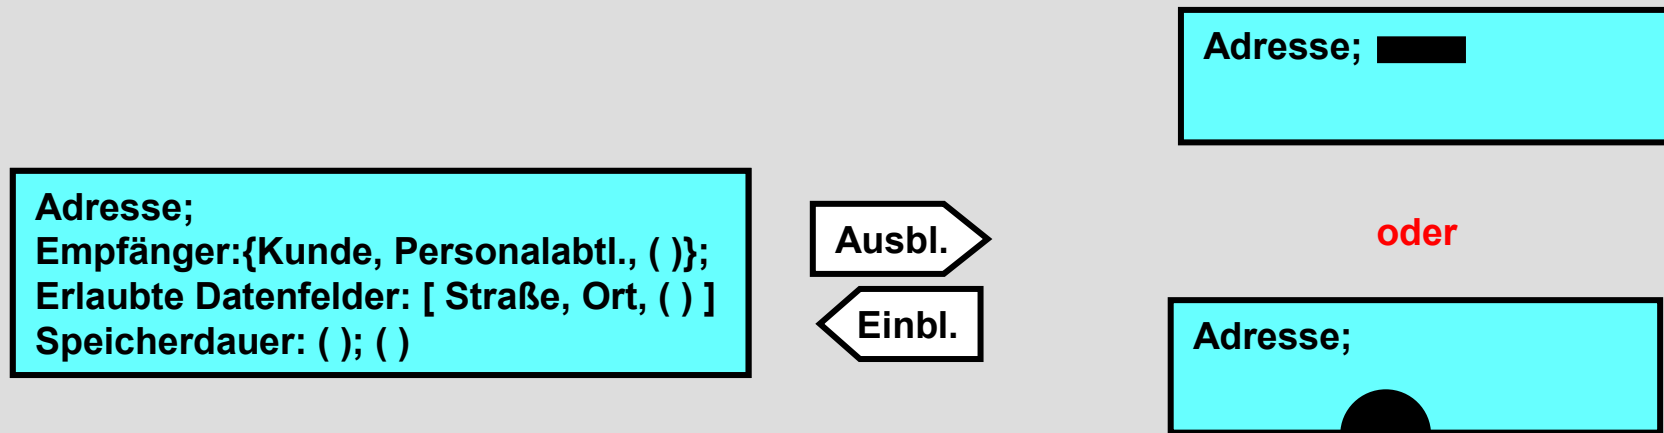 Adresse;
Adresse;
Empfänger:{Kunde, Personalabtl., ( )};
Erlaubte Datenfelder: [ Straße, Ort, ( ) ]
Speicherdauer: ( ); ( )
Ausbl.
Einbl.
oder
Adresse;